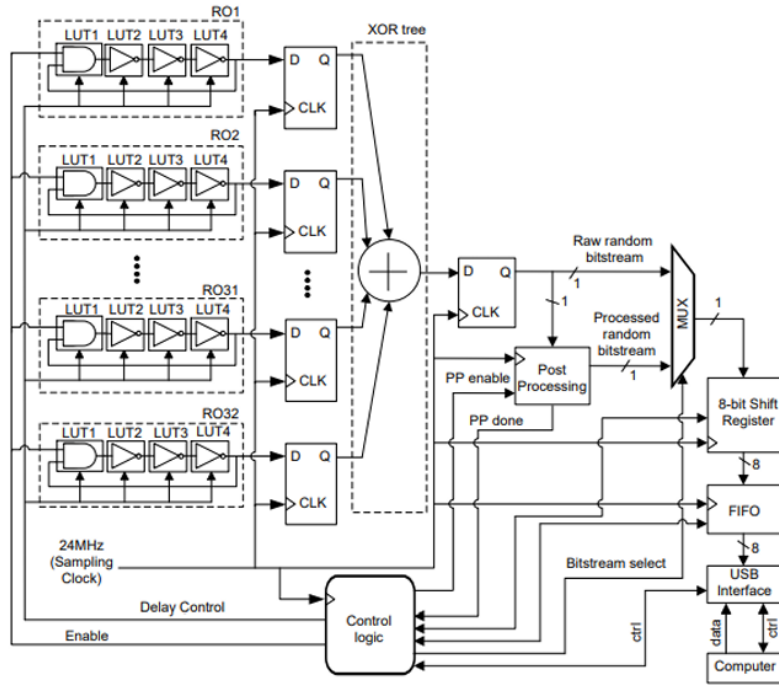 RO1
XOR tree
LUT1 LUT2 LUT3 LUT4
D Q
CLK
RO2
LUT1 LUT2 LUT3 LUT4
D Q
CLK
RO31
LUT1 LUT2 LUT3 LUT4
D Q
CLK
RO32
LUT1 LUT2 LUT3 LUT4
D Q
CLK
D Q
CLK
Raw random
bitstream
1
1
Processed random
bitstream
1
MUX
1
Post
Processing
PP enable
PP done
8-bit Shift
Register
8
FIFO
8
24MHz
(Sampling
Clock)
Bitstream select
USB
Interface
Delay Control
Enable
Control
logic
ctrl
data
ctrl
Computer